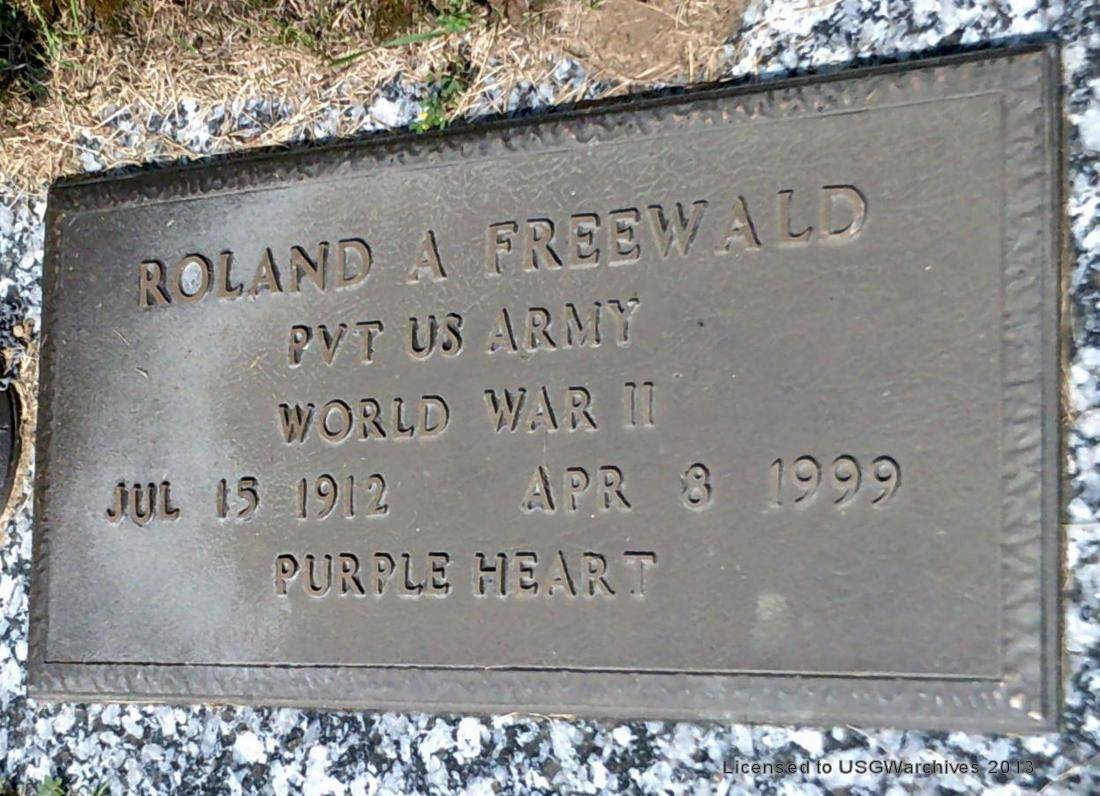 ROLAND A FREEWALD
PVT US ARMY
WORLD WAR II
JUL 15 1912 APR 8 1999
PURPLE HEART
Licensed to USGWarchives 2013